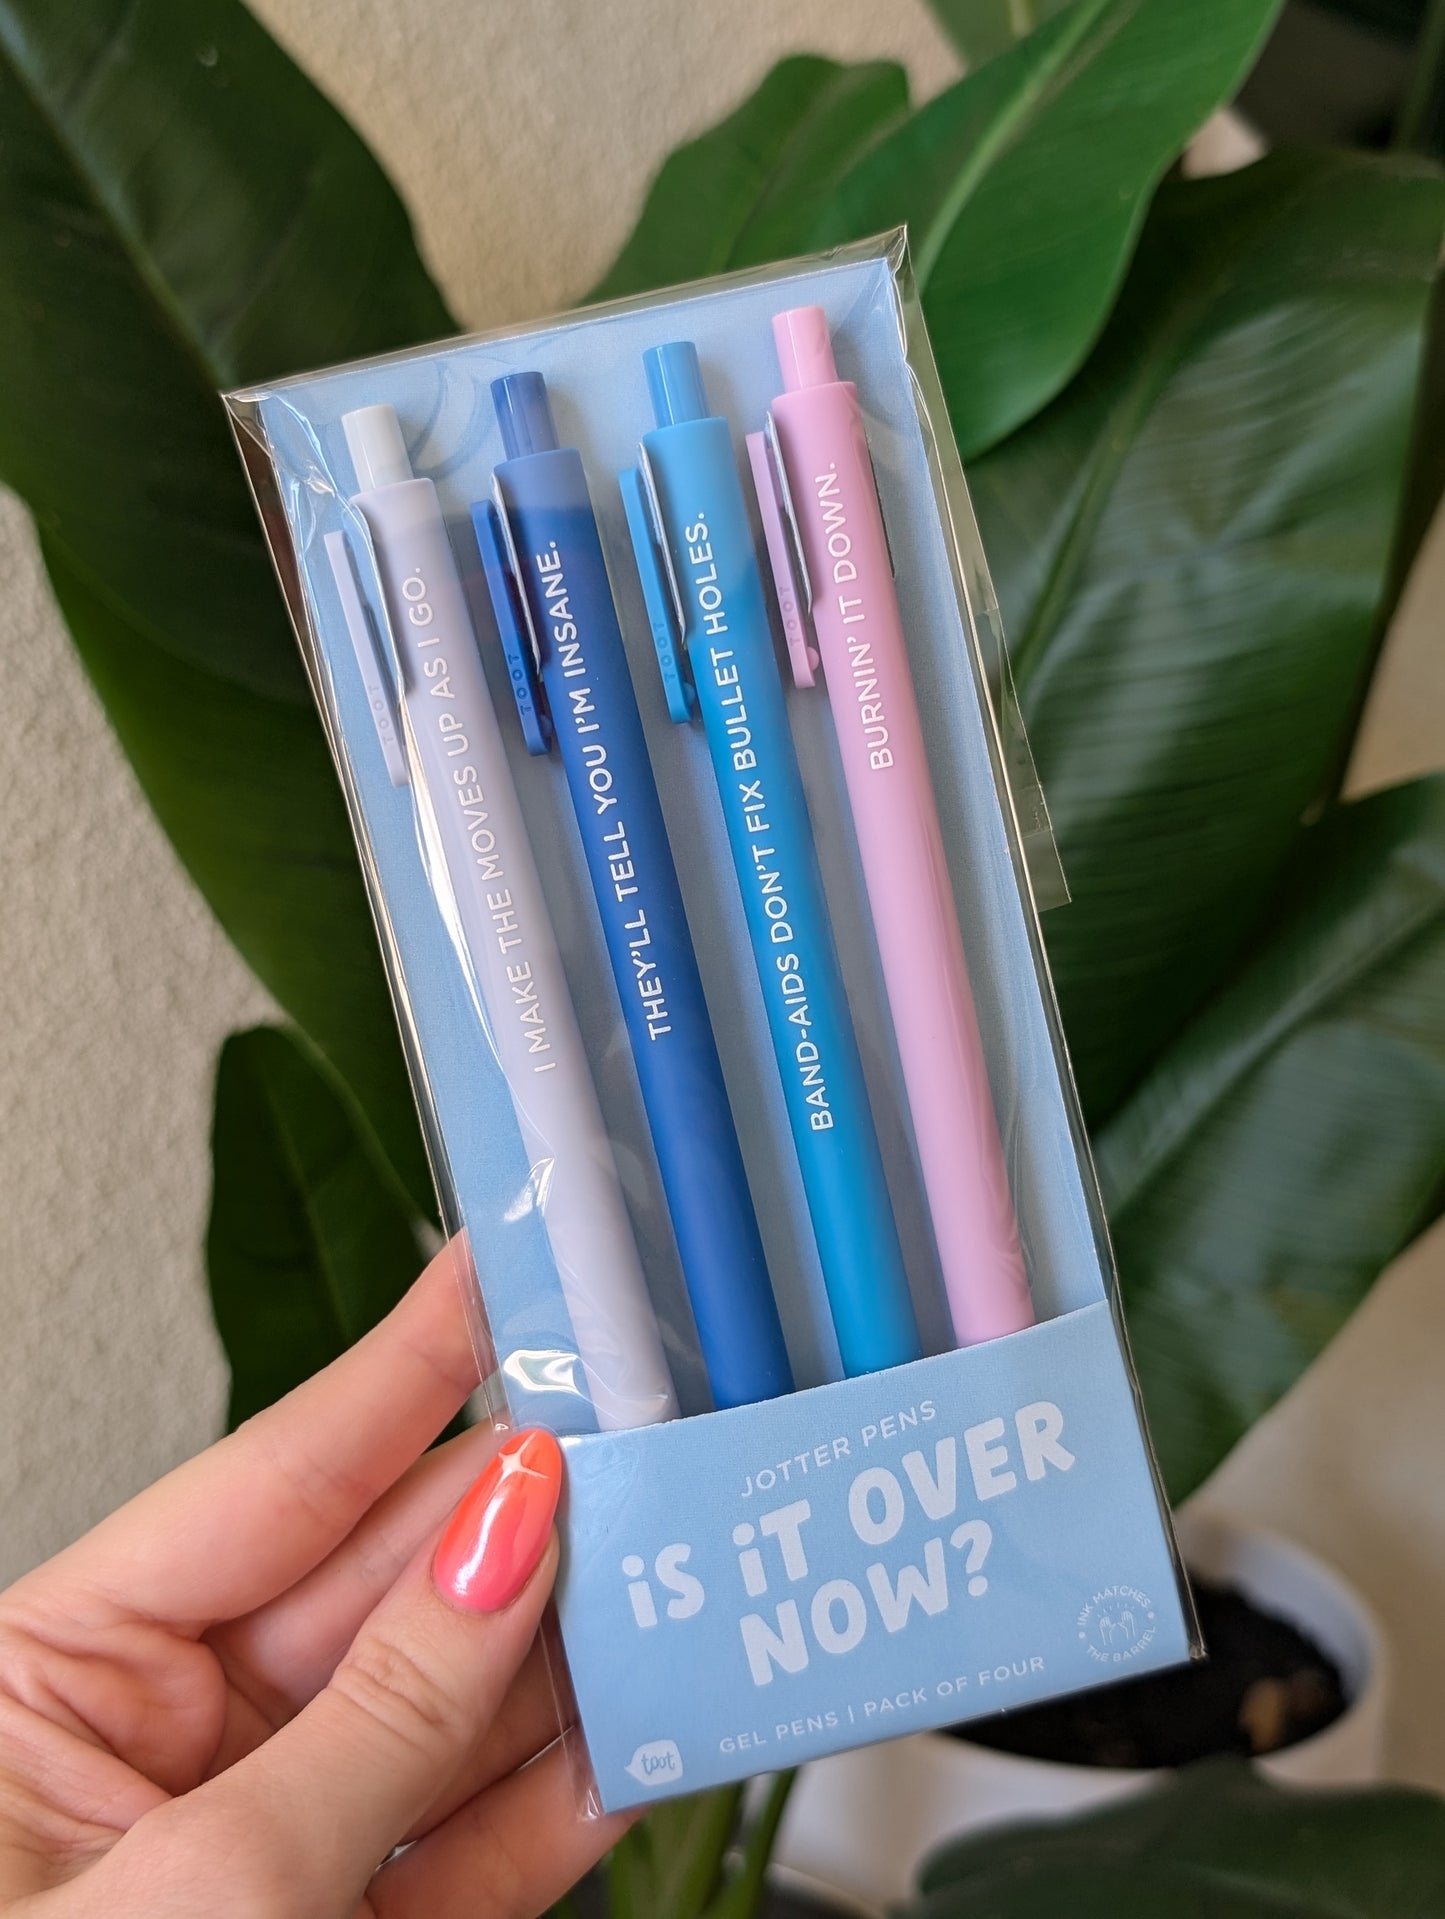 I MAKE THE MOVES UP AS I GO.
TOOT
THEY'LL TELL YOU I'M INSANE.
TOOT
BAND-AIDS DON'T FIX BULLET HOLES.
TOOT
BURNIN' IT DOWN.
TOOT
JOTTER PENS
iS iT OVER
NOW?
GEL PENS | PACK OF FOUR
toot
• INK MATCHES •
THE BARREL